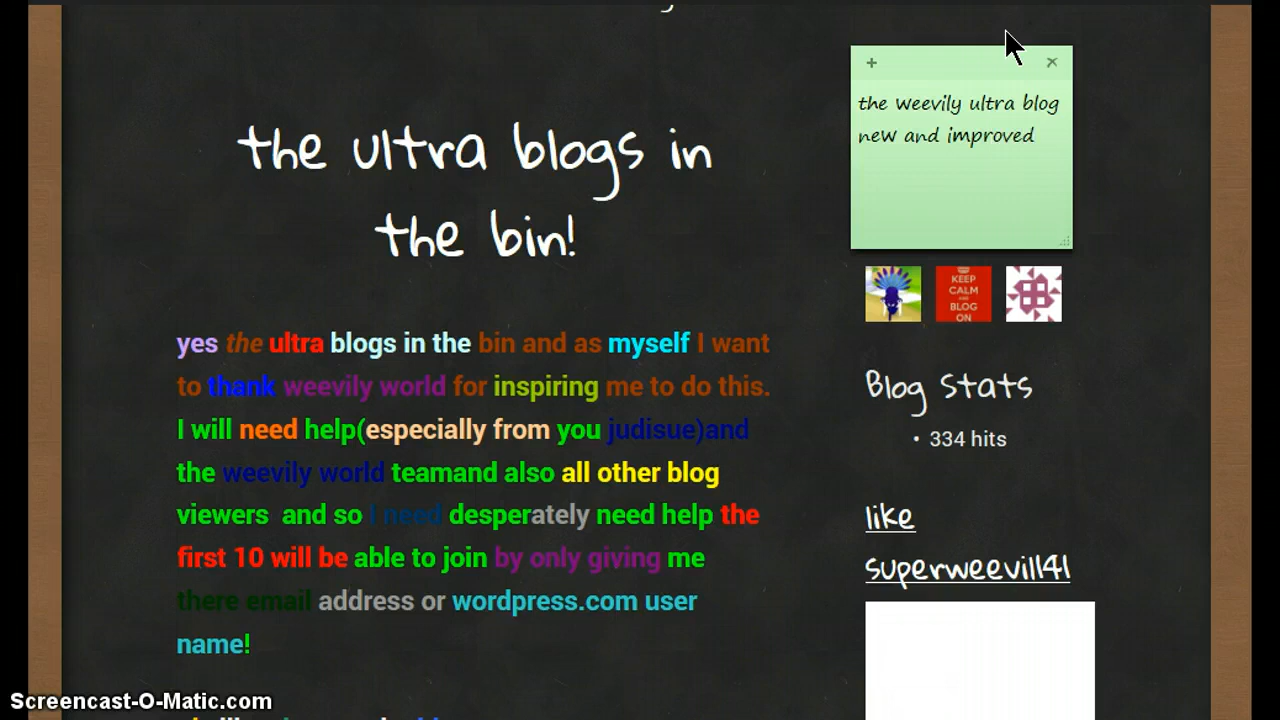 the ultra blogs in
the bin!
yes the ultra blogs in the bin and as myself I want
to thank weevily world for inspiring me to do this.
I will need help(especially from you judisue)and
the weevily world teamand also all other blog
viewers and so I need desperately need help the
first 10 will be able to join by only giving me
there email address or wordpress.com user
name!
the weevily ultra blog
new and improved
KEEP
CALM
AND
BLOG
ON
Blog Stats
• 334 hits
like
superweevil141
Screencast-O-Matic.com